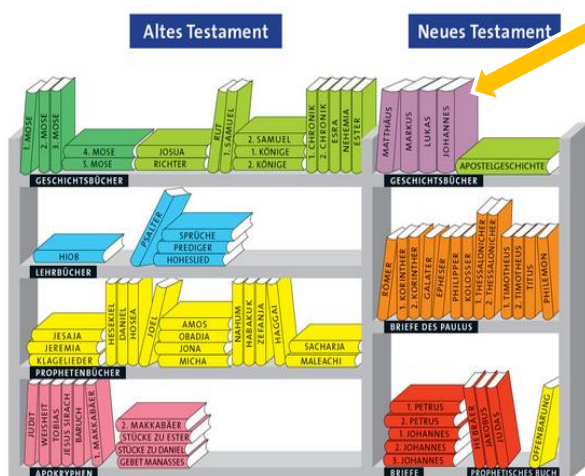 Altes Testament
Neues Testament
1. MOSE
2. MOSE
3. MOSE
4. MOSE
5. MOSE
JOSUA
RICHTER
RUT
1. SAMUEL
2. SAMUEL
1. KÖNIGE
2. KÖNIGE
1. CHRONIK
2. CHRONIK
ESRA
NEHEMIA
ESTER
GESCHICHTSBÜCHER
MATTHÄUS
MARKUS
LUKAS
JOHANNES
APOSTELGESCHICHTE
GESCHICHTSBÜCHER
HIOB
PSALTER
SPRÜCHE
PREDIGER
HOHESLIED
LEHRBÜCHER
RÖMER
1. KORINTHER
2. KORINTHER
GALATER
EPHESER
PHILIPPER
KOLOSSER
1. THESSALONICHER
2. THESSALONICHER
1. TIMOTHEUS
2. TIMOTHEUS
TITUS
PHILEMON
BRIEFE DES PAULUS
JESAJA
JEREMIA
KLAGELIEDER
HESEKIEL
DANIEL
HOSEA
JOEL
AMOS
OBADJA
JONA
MICHA
NAHUM
HABAKUK
ZEFANJA
HAGGAI
SACHARJA
MALEACHI
PROPHETENBÜCHER
JUDIT
WEISHEIT
TOBIAS
JESUS SIRACH
BARUCH
1. MAKKABÄER
2. MAKKABÄER
STÜCKE ZU ESTER
STÜCKE ZU DANIEL
GEBET MANASSES
APOKRYPHEN
1. PETRUS
2. PETRUS
1. JOHANNES
2. JOHANNES
3. JOHANNES
HEBRÄER
JAKOBUS
JUDAS
BRIEFE
OFFENBARUNG
PROPHETISCHES BUCH